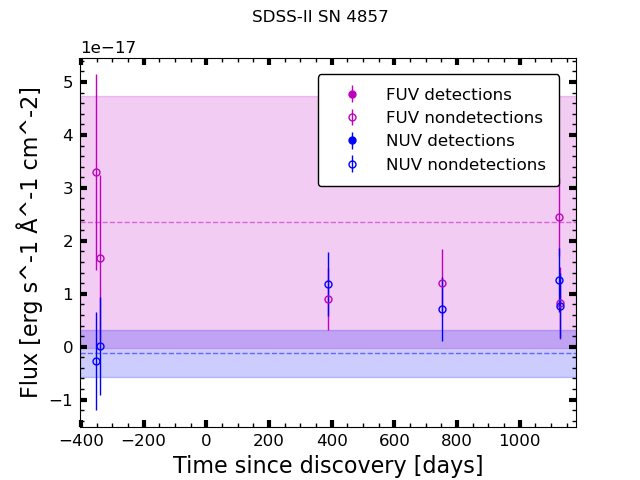 SDSS-II SN 4857
1e−17
FUV detections
FUV nondetections
NUV detections
NUV nondetections
5
4
3
2
1
0
−1
−400 −200 0 200 400 600 800 1000
Flux [erg s^-1 Å^-1 cm^-2]
Time since discovery [days]